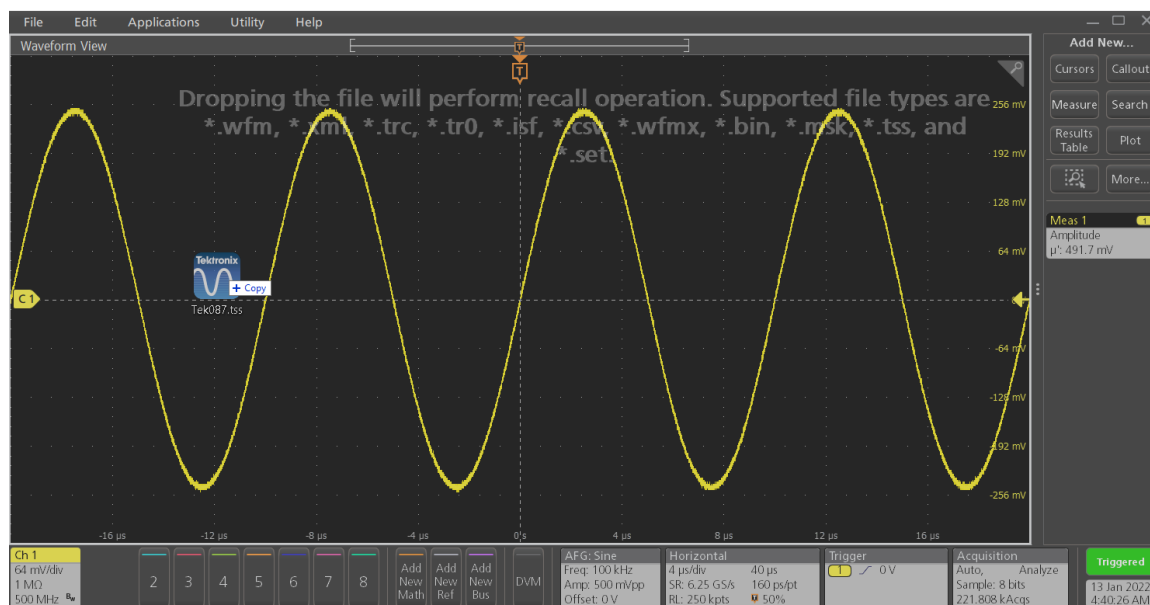 File Edit Applications Utility Help
Waveform View
Add New...
T
T
Cursors Callout
Dropping the file will perform recall operation. Supported file types are
*.wfm, *.xml, *.trc, *.tr0, *.isf, *.csv, *.wfmx, *.bin, *.msk, *.tss, and
*.set.
256 mV
Measure Search
Results
Table
Plot
192 mV
More...
128 mV
Meas 1 1
Amplitude
µ': 491.7 mV
64 mV
Tektronix
+ Copy
Tek087.tss
C 1
-64 mV
-128 mV
-192 mV
-256 mV
-16 µs -12 µs -8 µs -4 µs 0 s 4 µs 8 µs 12 µs 16 µs
Ch 1
64 mV/div
1 MΩ
500 MHz Bw
2 3 4 5 6 7 8
Add
New
Math
Add
New
Ref
Add
New
Bus
DVM
AFG: Sine
Freq: 100 kHz
Amp: 500 mVpp
Offset: 0 V
Horizontal
4 µs/div 40 µs
SR: 6.25 GS/s 160 ps/pt
RL: 250 kpts 50%
Trigger
1 0 V
Acquisition
Auto, Analyze
Sample: 8 bits
221.808 kAcqs
Triggered
13 Jan 2022
4:40:26 AM